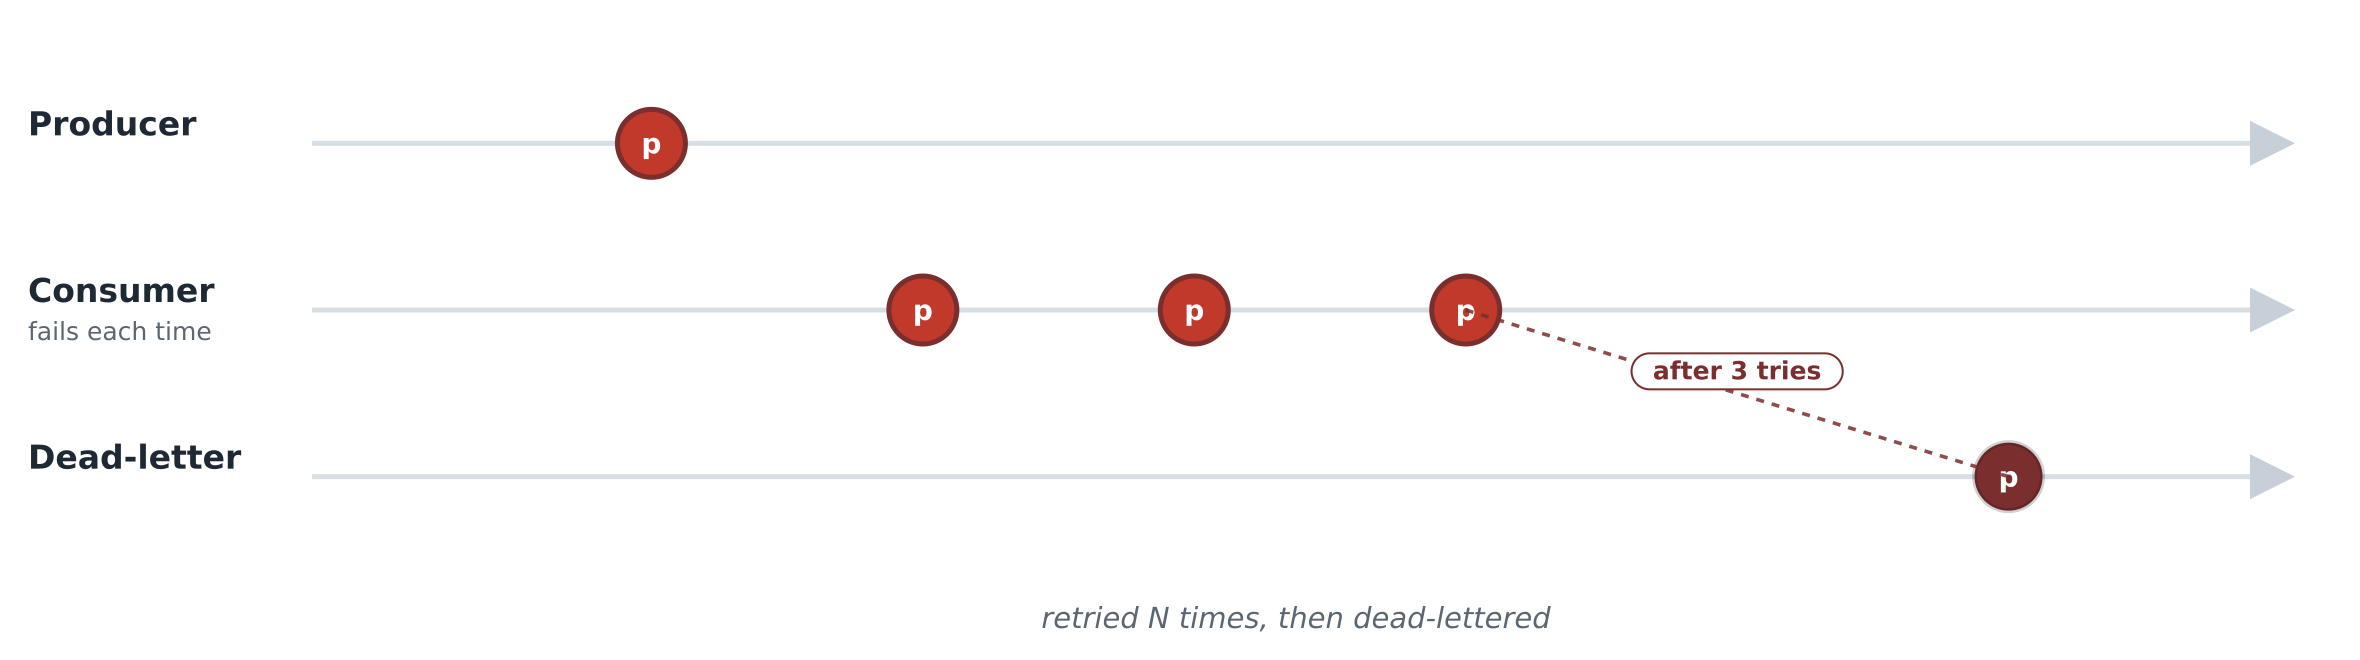 Producer
p
Consumer
fails each time
p
p
p
after 3 tries
Dead-letter
p
retried N times, then dead-lettered